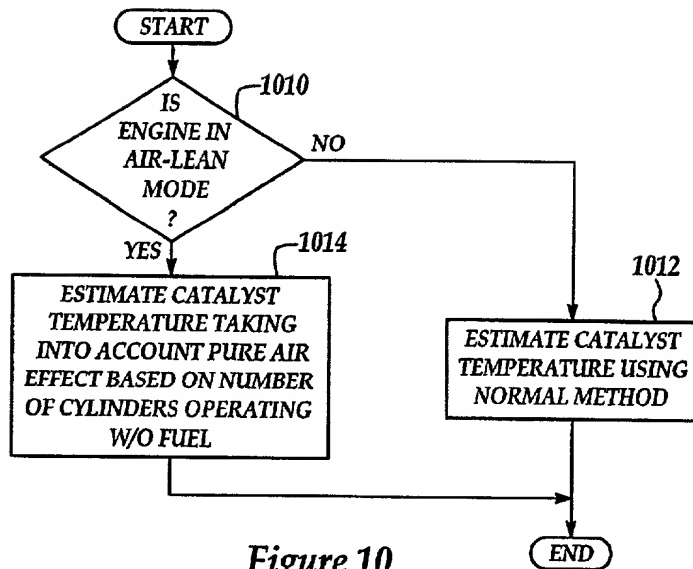 START
1010
IS
ENGINE IN
AIR-LEAN
MODE
?
NO
YES
1014
ESTIMATE CATALYST
TEMPERATURE TAKING
INTO ACCOUNT PURE AIR
EFFECT BASED ON NUMBER
OF CYLINDERS OPERATING
W/O FUEL
1012
ESTIMATE CATALYST
TEMPERATURE USING
NORMAL METHOD
END
Figure 10